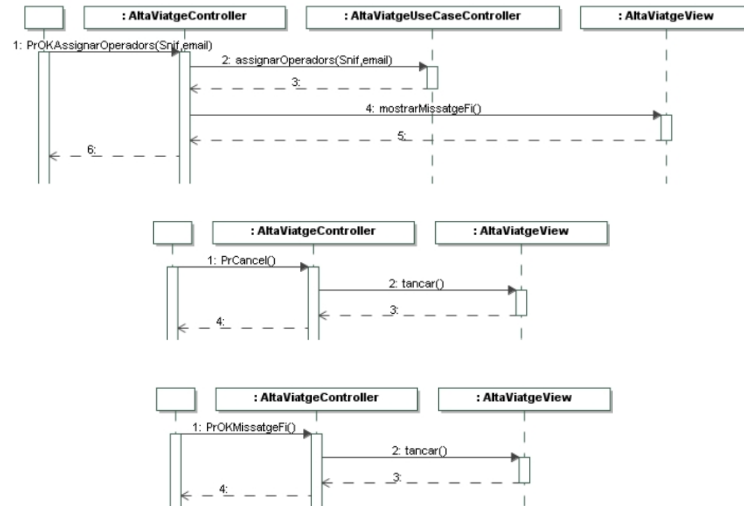 : AltaViatgeController
: AltaViatgeUseCaseController
: AltaViatgeView
1: PrOKAssignarOperadors(Snif,email)
2: assignarOperadors(Snif,email)
3:
4: mostrarMissatgeFi()
5:
6:
: AltaViatgeController
: AltaViatgeView
1: PrCancel()
2: tancar()
3:
4:
: AltaViatgeController
: AltaViatgeView
1: PrOKMissatgeFi()
2: tancar()
3:
4: